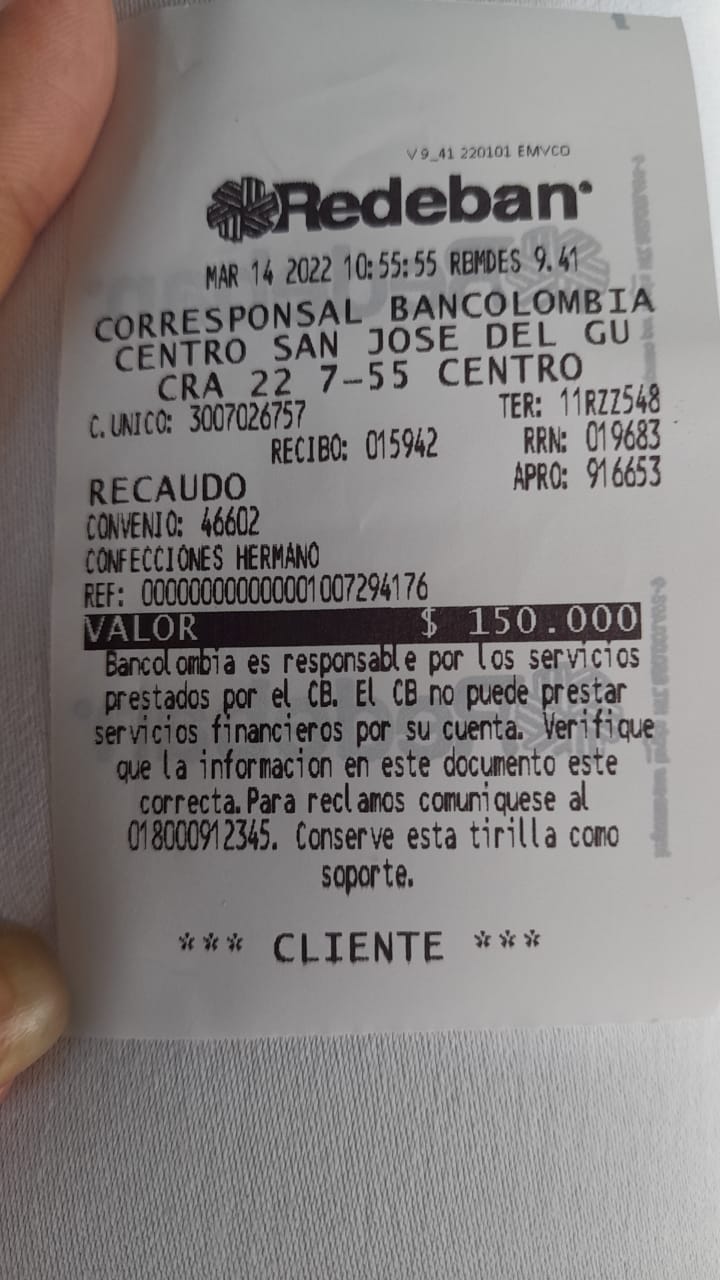 V 9_41 220101 EMVCO
Redeban
MAR 14 2022 10:55:55 RBMDES 9.41
CORRESPONSAL BANCOLOMBIA
CENTRO SAN JOSE DEL GU
CRA 22 7-55 CENTRO
C. UNICO: 3007026757 TER: 11RZZ548
RECIBO: 015942 RRN: 019683
RECAUDO APRO: 916653
CONVENIO: 46602
CONFECCIONES HERMANO
REF: 00000000000001007294176
VALOR $ 150.000
Bancolombia es responsable por los servicios
prestados por el CB. El CB no puede prestar
servicios financieros por su cuenta. Verifique
que la informacion en este documento este
correcta. Para reclamos comuniquese al
018000912345. Conserve esta tirilla como
soporte.
*** CLIENTE ***